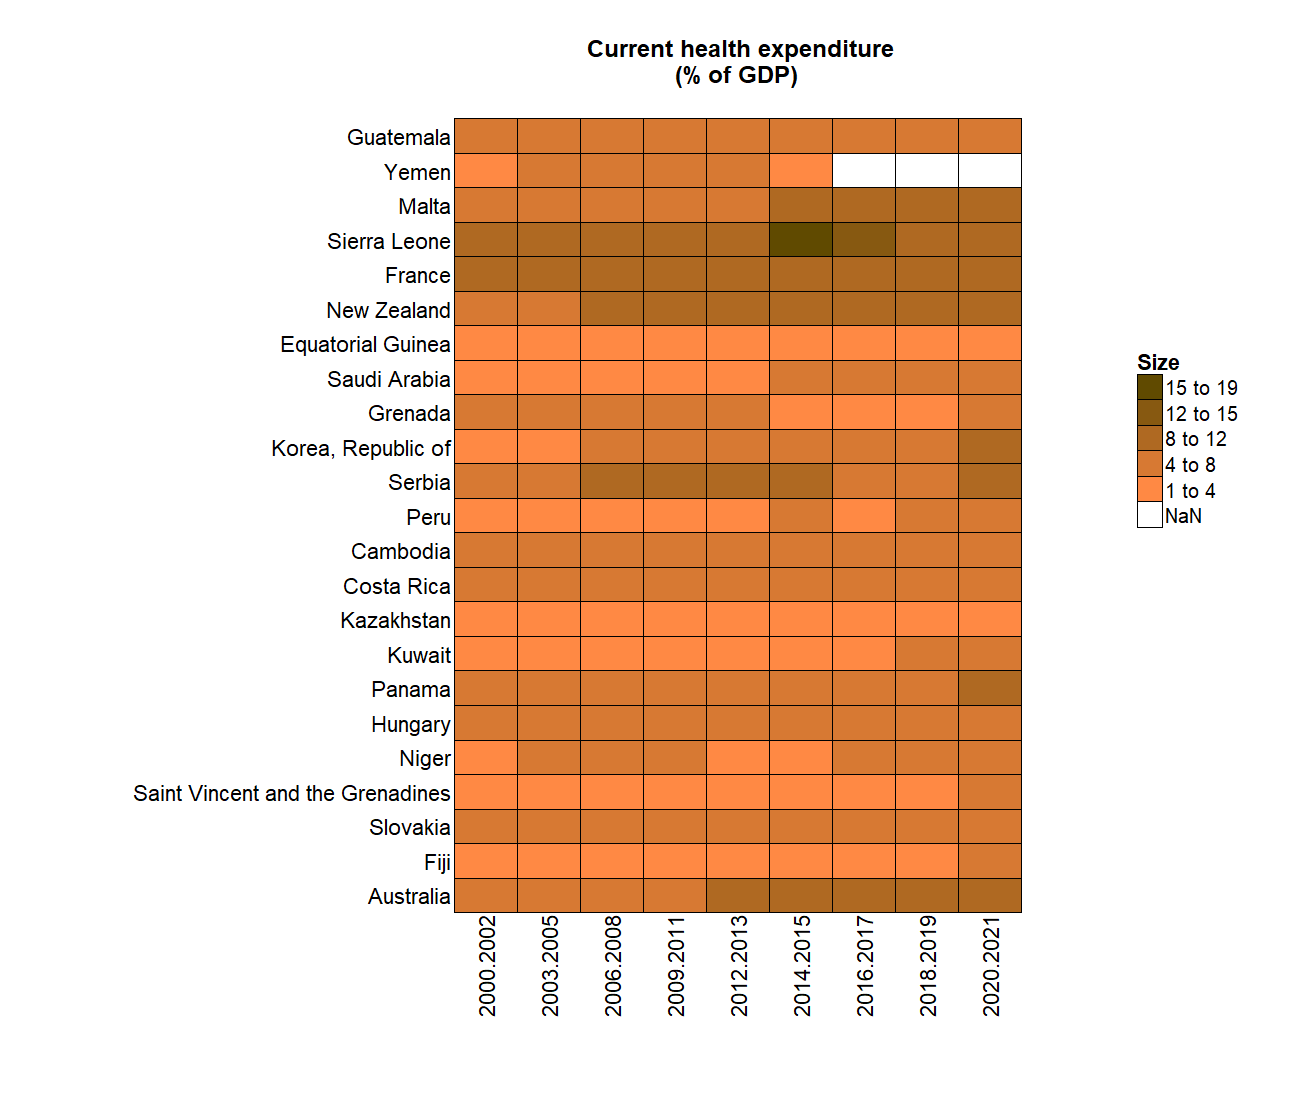 Current health expenditure
(% of GDP)
Guatemala
Yemen
Malta
Sierra Leone
France
New Zealand
Equatorial Guinea
Saudi Arabia
Grenada
Korea, Republic of
Serbia
Peru
Cambodia
Costa Rica
Kazakhstan
Kuwait
Panama
Hungary
Niger
Saint Vincent and the Grenadines
Slovakia
Fiji
Australia
2000.2002
2003.2005
2006.2008
2009.2011
2012.2013
2014.2015
2016.2017
2018.2019
2020.2021
Size
15 to 19
12 to 15
8 to 12
4 to 8
1 to 4
NaN